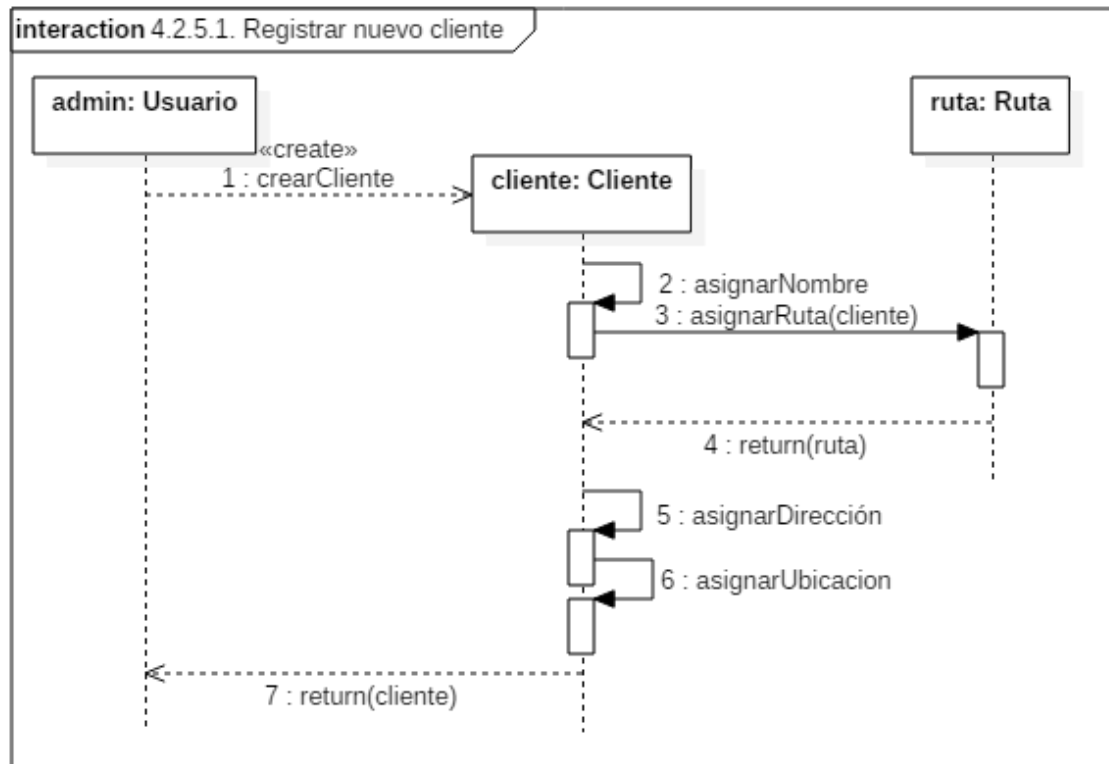 interaction 4.2.5.1. Registrar nuevo cliente
admin: Usuario
ruta: Ruta
«create»
1 : crearCliente
cliente: Cliente
2 : asignarNombre
3 : asignarRuta(cliente)
4 : return(ruta)
5 : asignarDirección
6 : asignarUbicacion
7 : return(cliente)